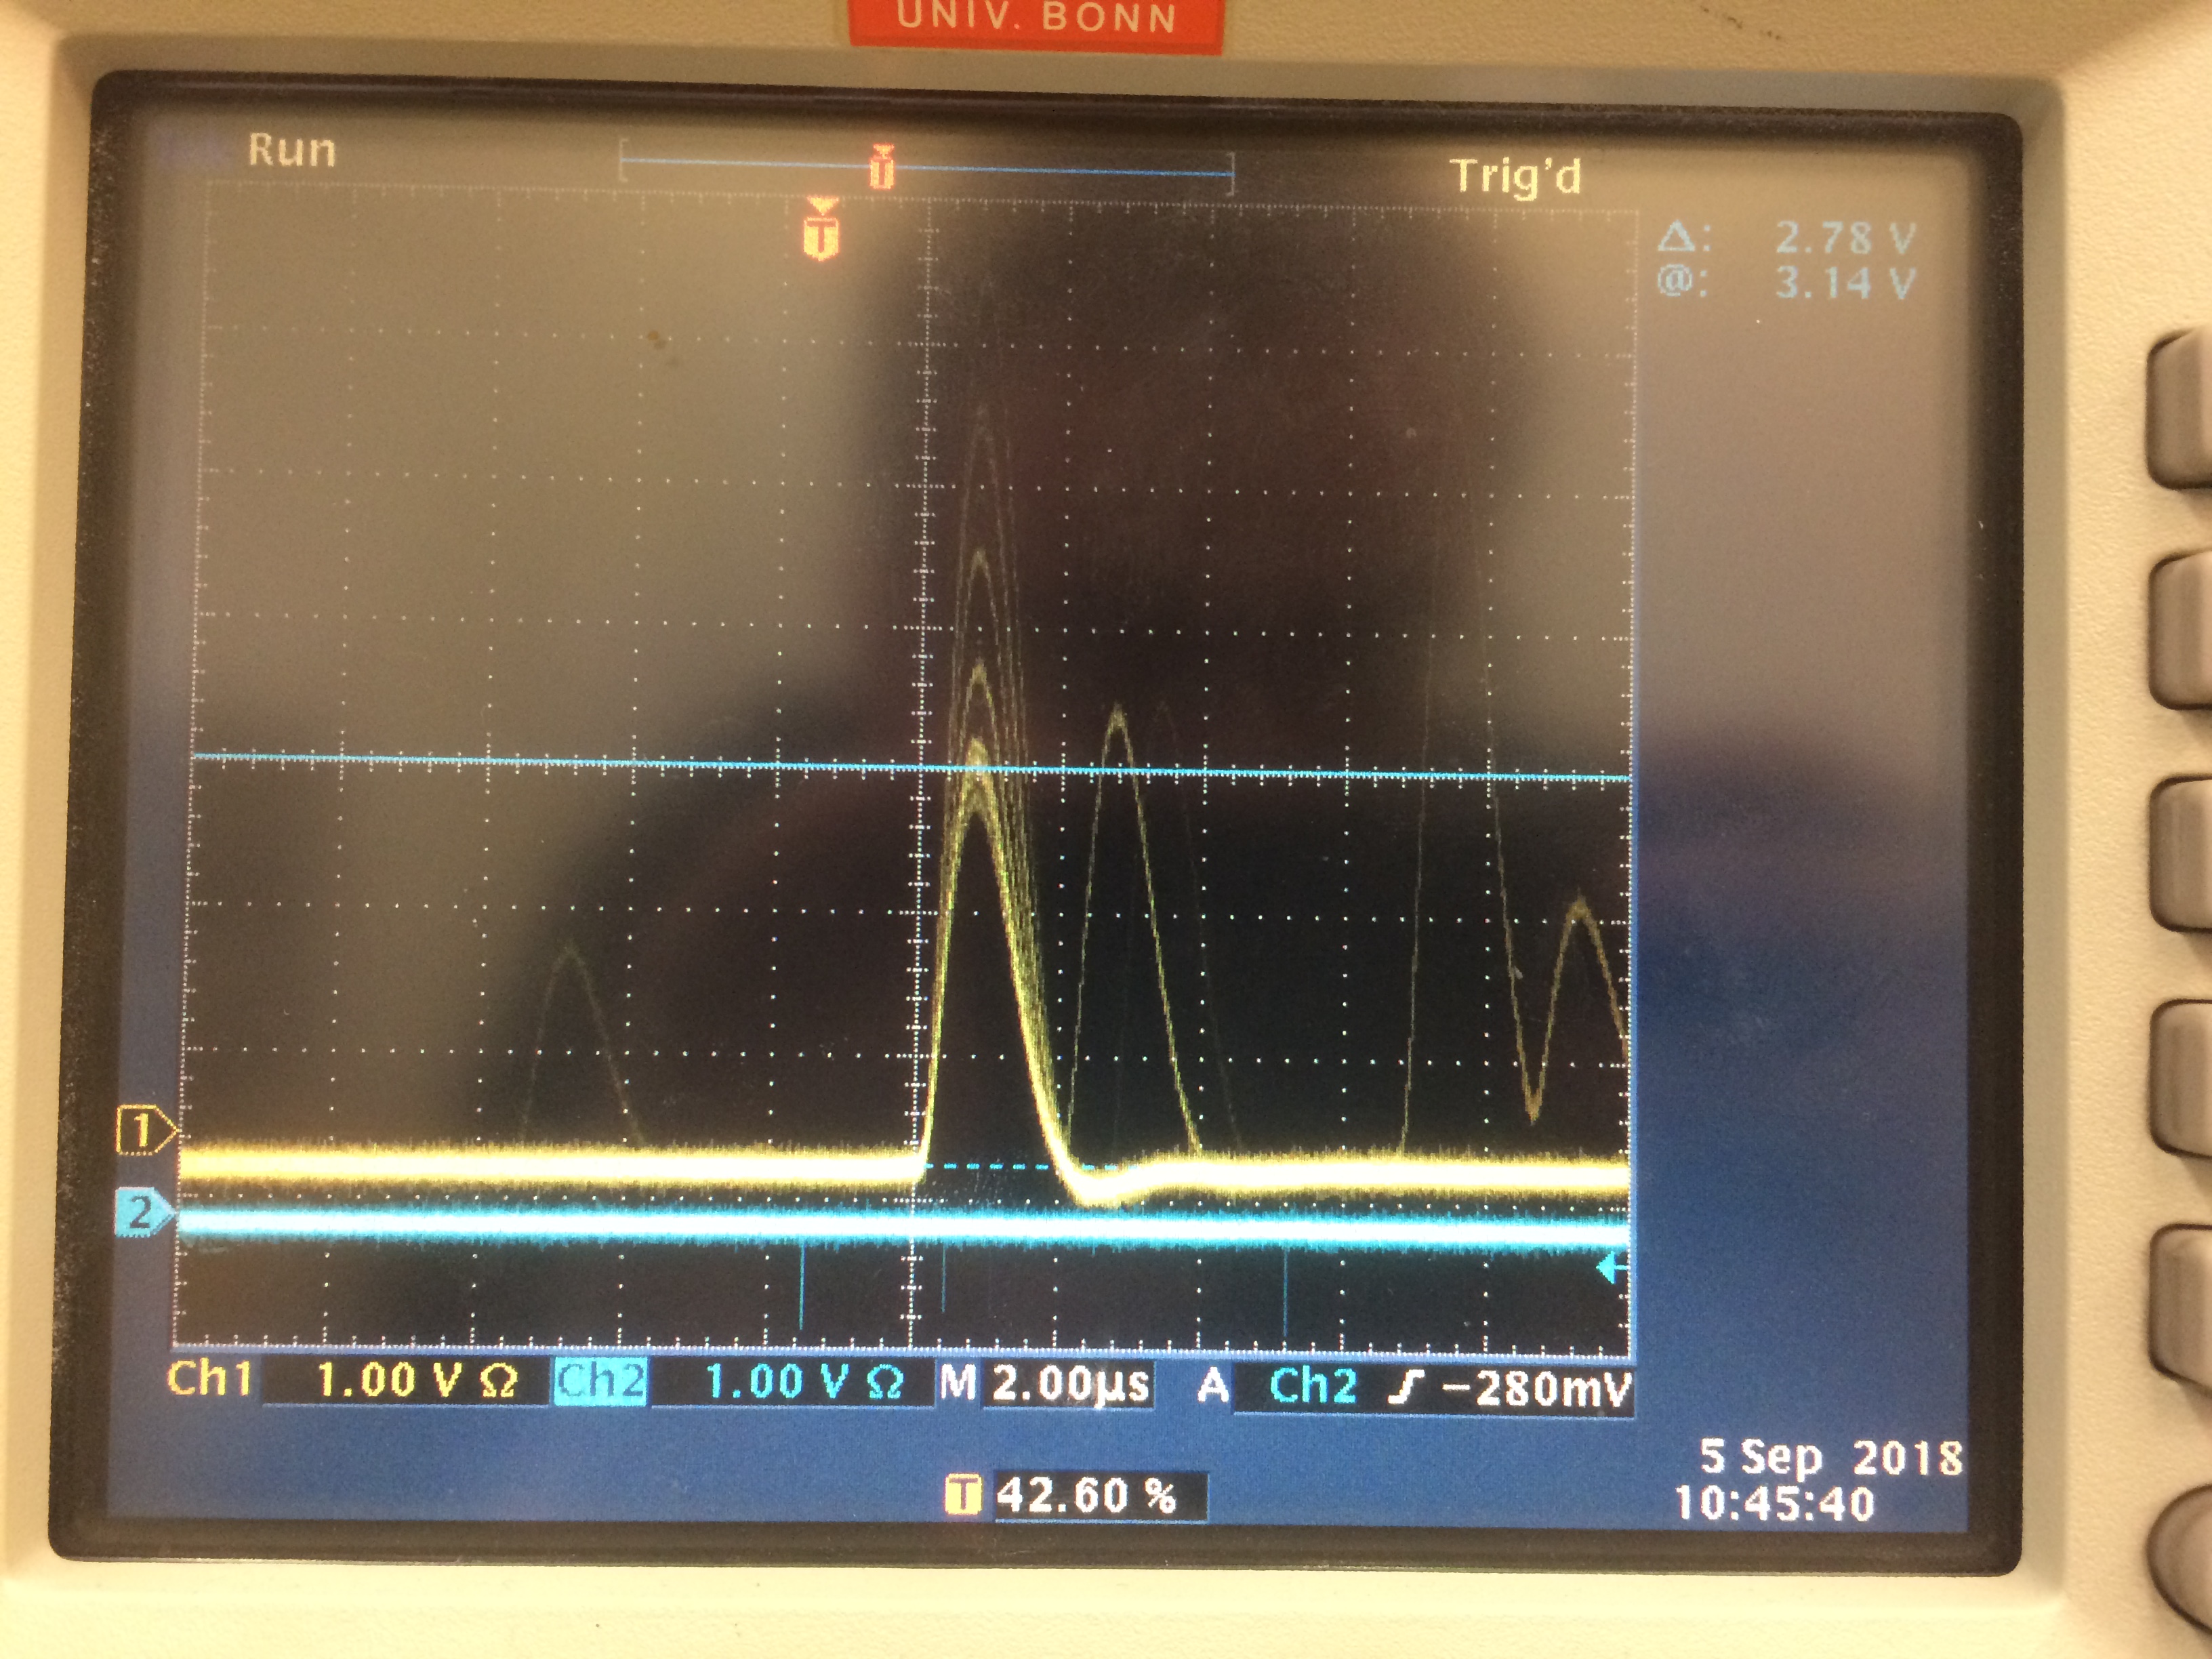 UNIV. BONN
Run
T
Trig'd
T
Δ: 2.78 V
@: 3.14 V
1
2
Ch1 1.00 V Ω Ch2 1.00 V Ω M 2.00µs A Ch2 ƒ −280mV
T 42.60 %
5 Sep 2018
10:45:40